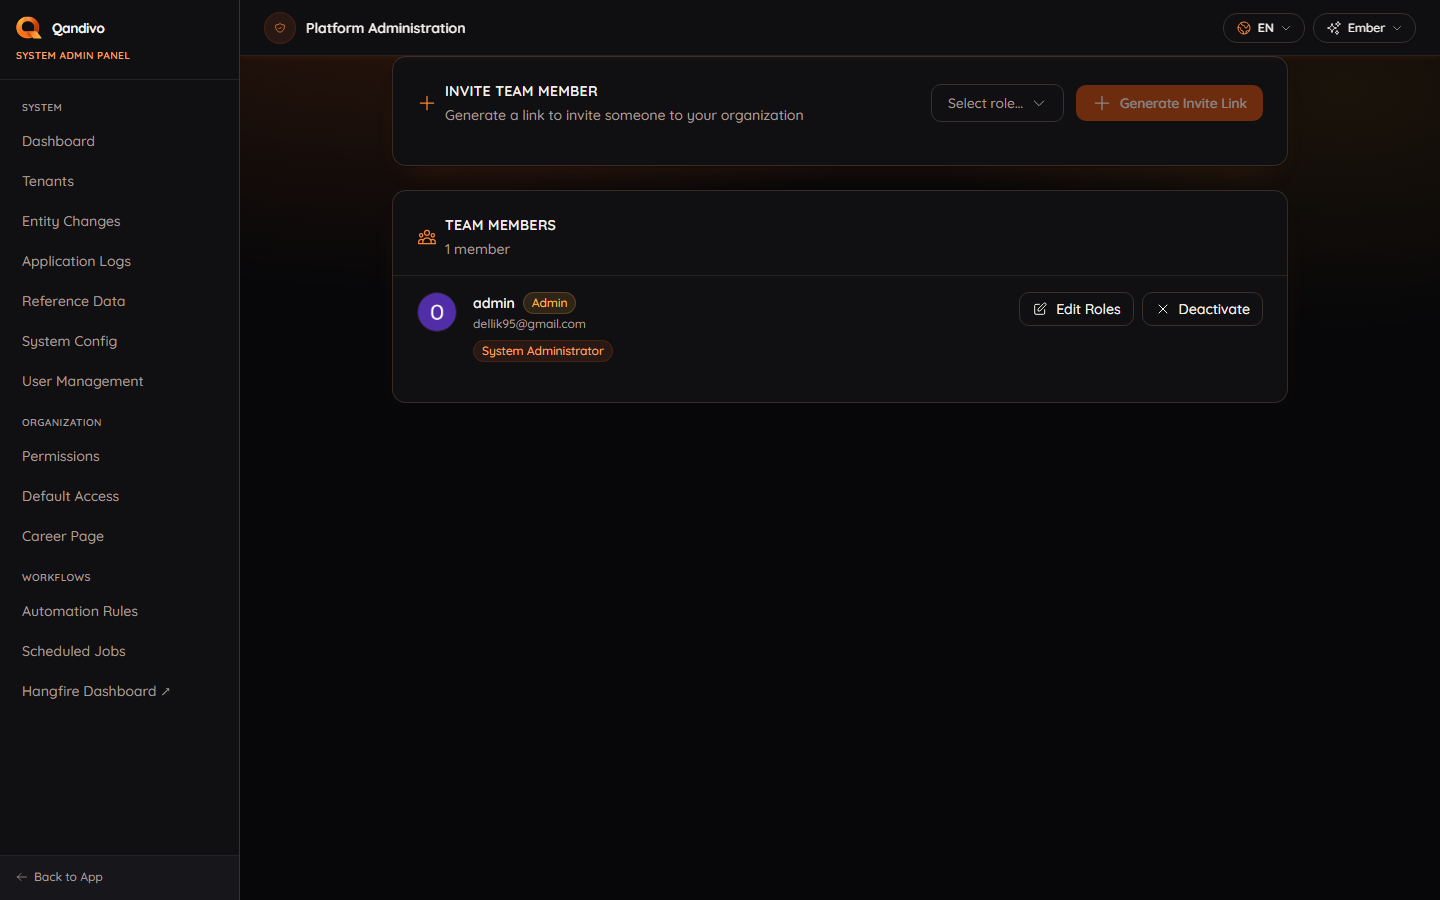 Qandivo
SYSTEM ADMIN PANEL
SYSTEM
Dashboard
Tenants
Entity Changes
Application Logs
Reference Data
System Config
User Management
ORGANIZATION
Permissions
Default Access
Career Page
WORKFLOWS
Automation Rules
Scheduled Jobs
Hangfire Dashboard ↗
← Back to App
Platform Administration
EN
Ember
INVITE TEAM MEMBER
Generate a link to invite someone to your organization
Select role...
Generate Invite Link
TEAM MEMBERS
1 member
O
admin
Admin
dellik95@gmail.com
System Administrator
Edit Roles
Deactivate